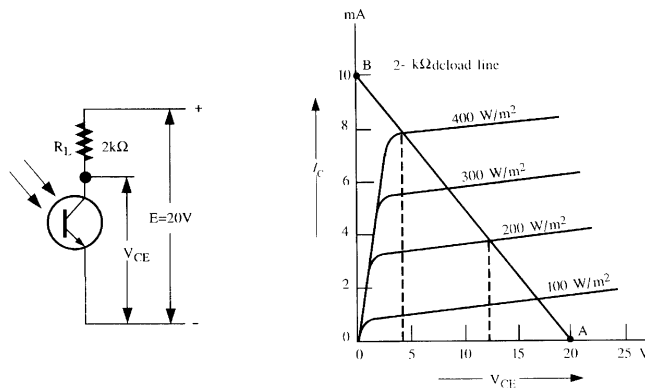 +
R_L 2kΩ
E=20V
V_CE
−
mA
B 2- kΩdcload line
10
400 W/m²
8
I_C
300 W/m²
6
200 W/m²
4
2
100 W/m²
A
0
0 5 10 15 20 25 V
V_CE